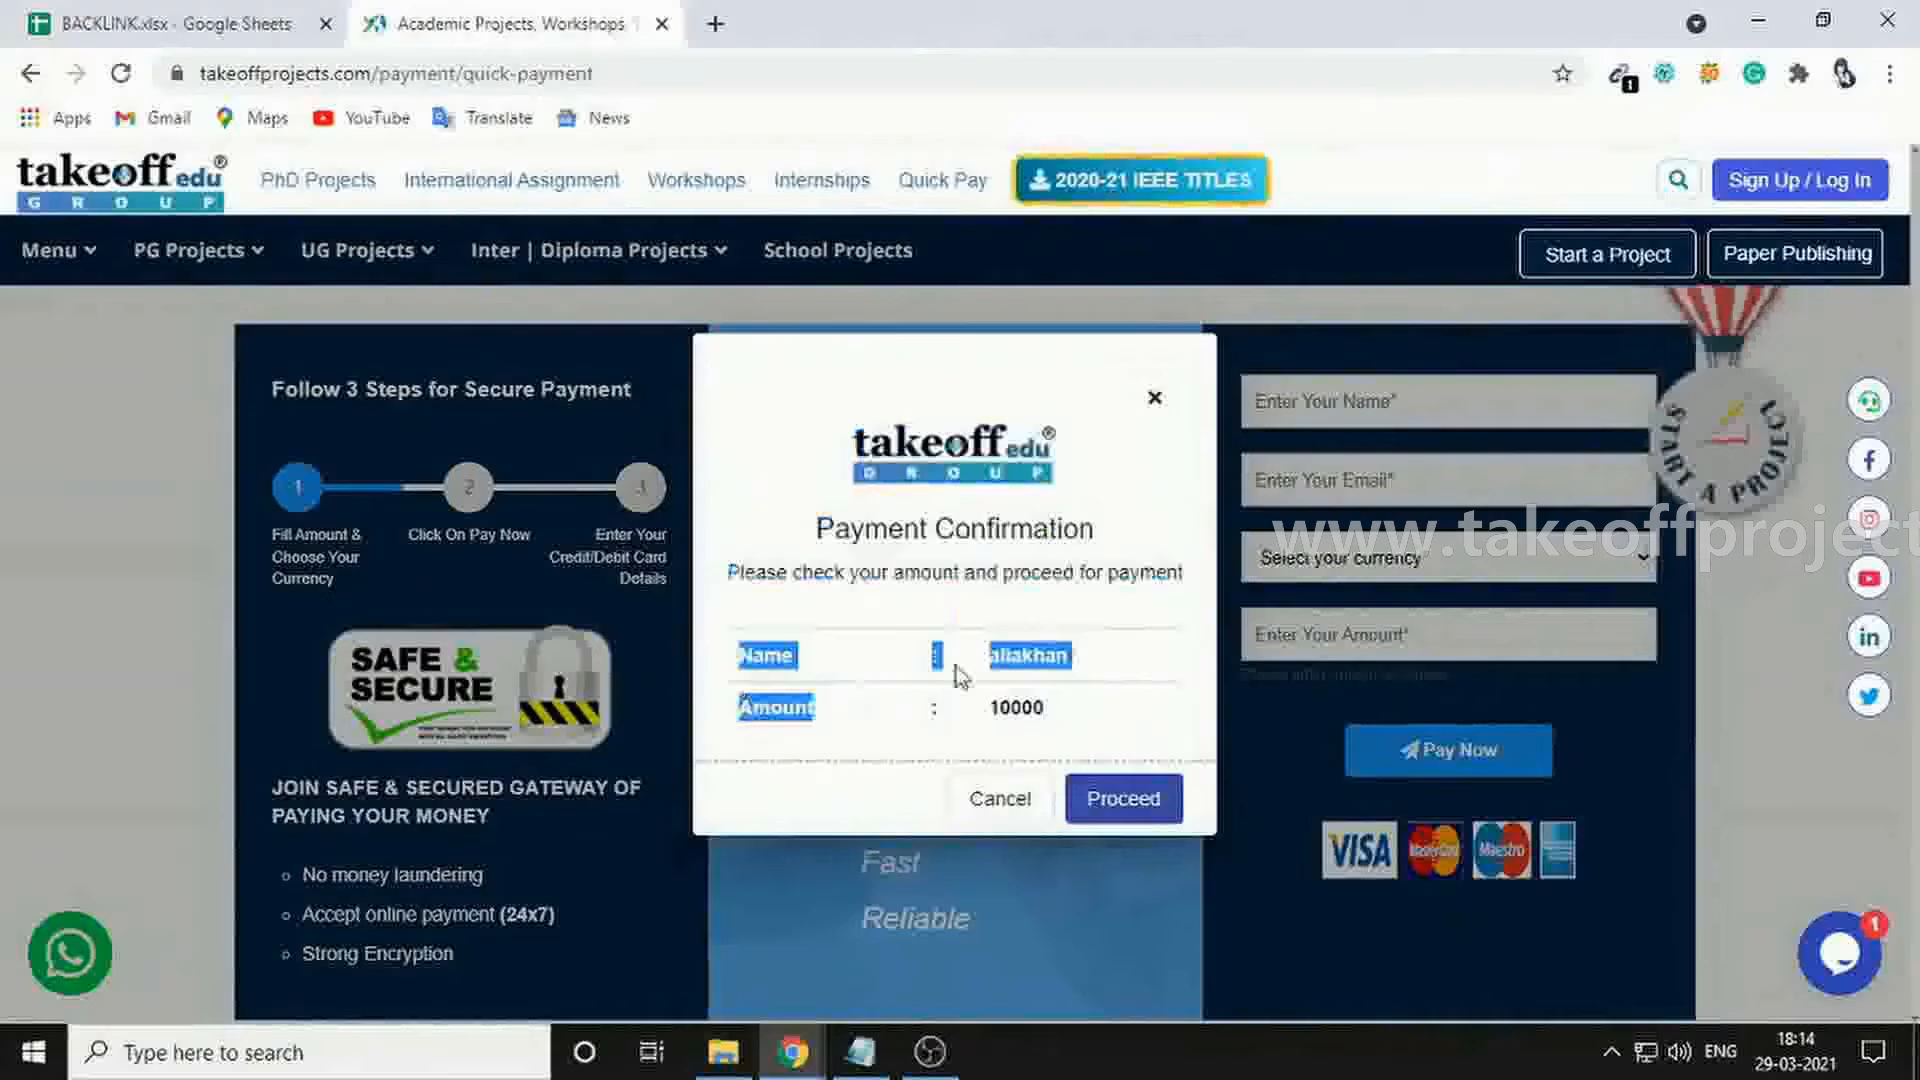 BACKLINK.xlsx - Google Sheets
Academic Projects, Workshops
takeoffprojects.com/payment/quick-payment
1
Apps
Gmail
Maps
YouTube
Translate
News
takeoff edu ®
GROUP
PhD Projects
International Assignment
Workshops
Internships
Quick Pay
2020-21 IEEE TITLES
Sign Up / Log In
Menu
PG Projects
UG Projects
Inter | Diploma Projects
School Projects
Start a Project
Paper Publishing
Follow 3 Steps for Secure Payment
1
2
3
Fill Amount &
Choose Your
Currency
Click On Pay Now
Enter Your
Credit/Debit Card
Details
SAFE &
SECURE
JOIN SAFE & SECURED GATEWAY OF
PAYING YOUR MONEY
No money laundering
Accept online payment (24x7)
Strong Encryption
takeoff edu ®
GROUP
Payment Confirmation
Please check your amount and proceed for payment
Name : aliakhan
Amount : 10000
Cancel
Proceed
Fast
Reliable
Enter Your Name*
Enter Your Email*
Select your currency
Enter Your Amount*
Pay Now
VISA
MasterCard
Maestro
START A PROJECT
www.takeoffproject
1
Type here to search
ENG
18:14
29-03-2021